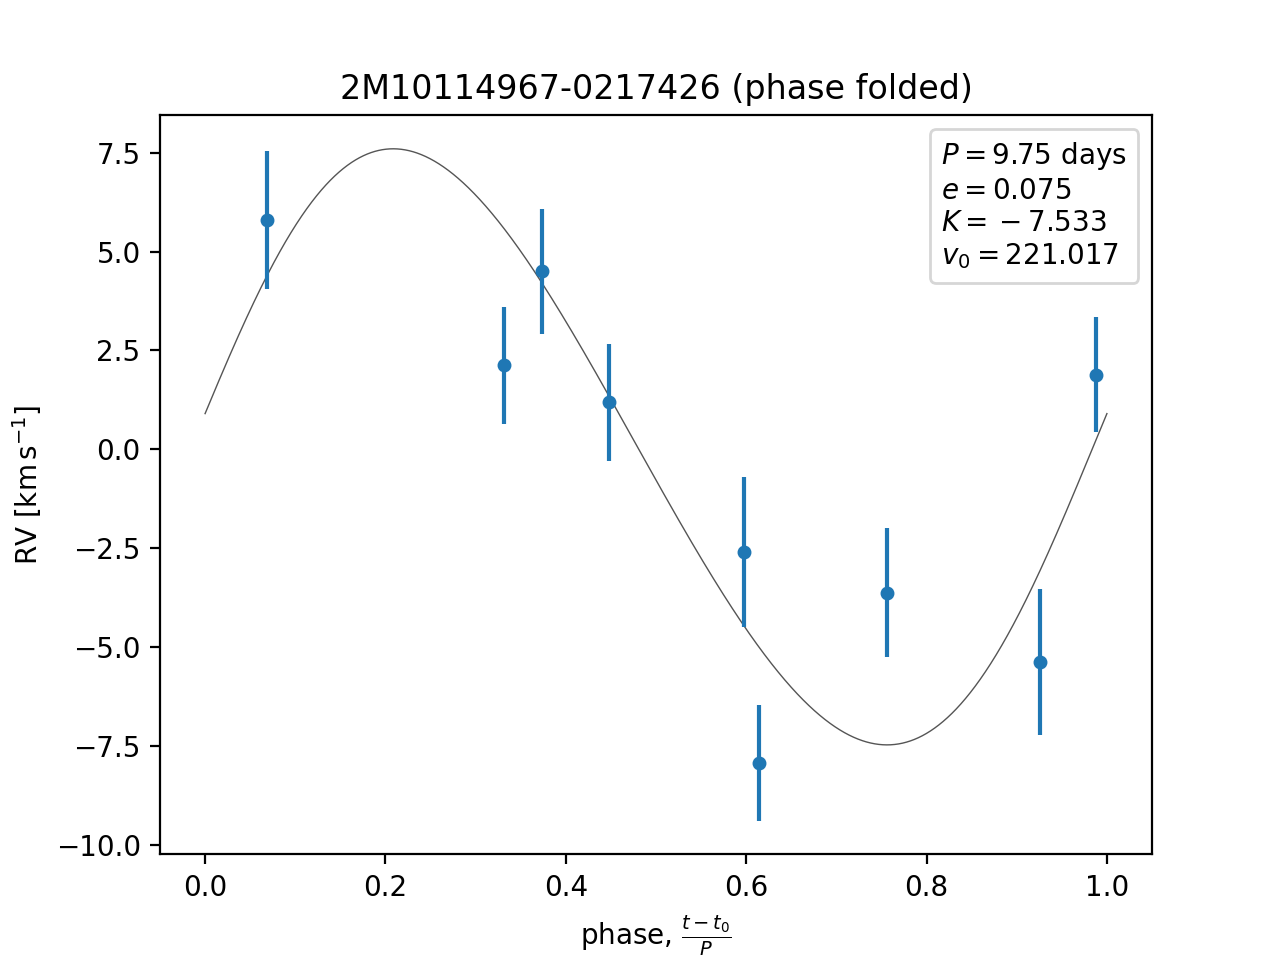 2M10114967-0217426 (phase folded)
P = 9.75 days
e = 0.075
K = −7.533
v₀ = 221.017
RV [km s⁻¹]
7.5
5.0
2.5
0.0
−2.5
−5.0
−7.5
−10.0
0.0 0.2 0.4 0.6 0.8 1.0
phase, (t − t₀)/P